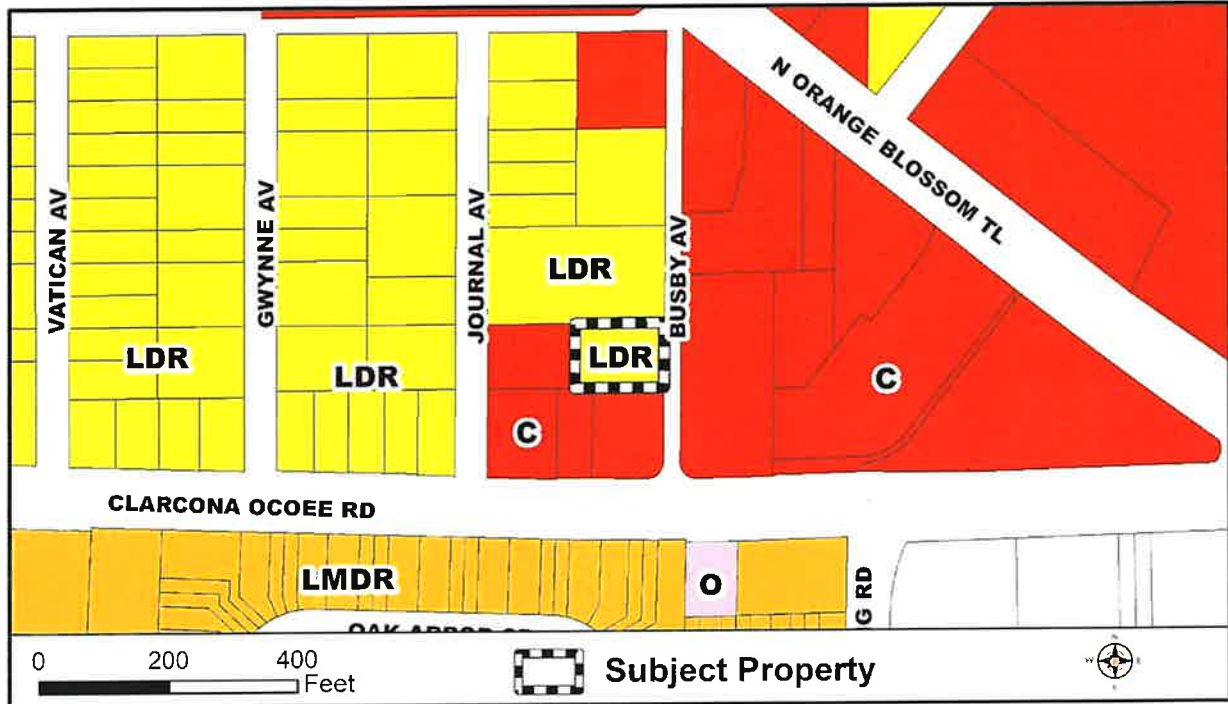 N ORANGE BLOSSOM TL
VATICAN AV
GWYNNE AV
JOURNAL AV
BUSBY AV
LDR
LDR
LDR
LDR
C
C
CLARCONA OCOEE RD
LMDR
O
G RD
0 200 400
Feet
Subject Property
N
W E
S